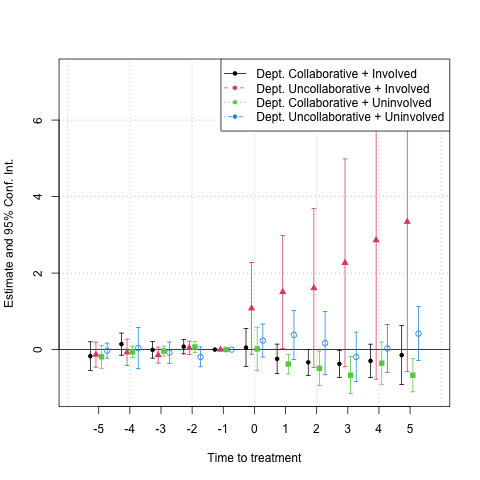 Dept. Collaborative + Involved
Dept. Uncollaborative + Involved
Dept. Collaborative + Uninvolved
Dept. Uncollaborative + Uninvolved
Estimate and 95% Conf. Int.
6
4
2
0
-5 -4 -3 -2 -1 0 1 2 3 4 5
Time to treatment